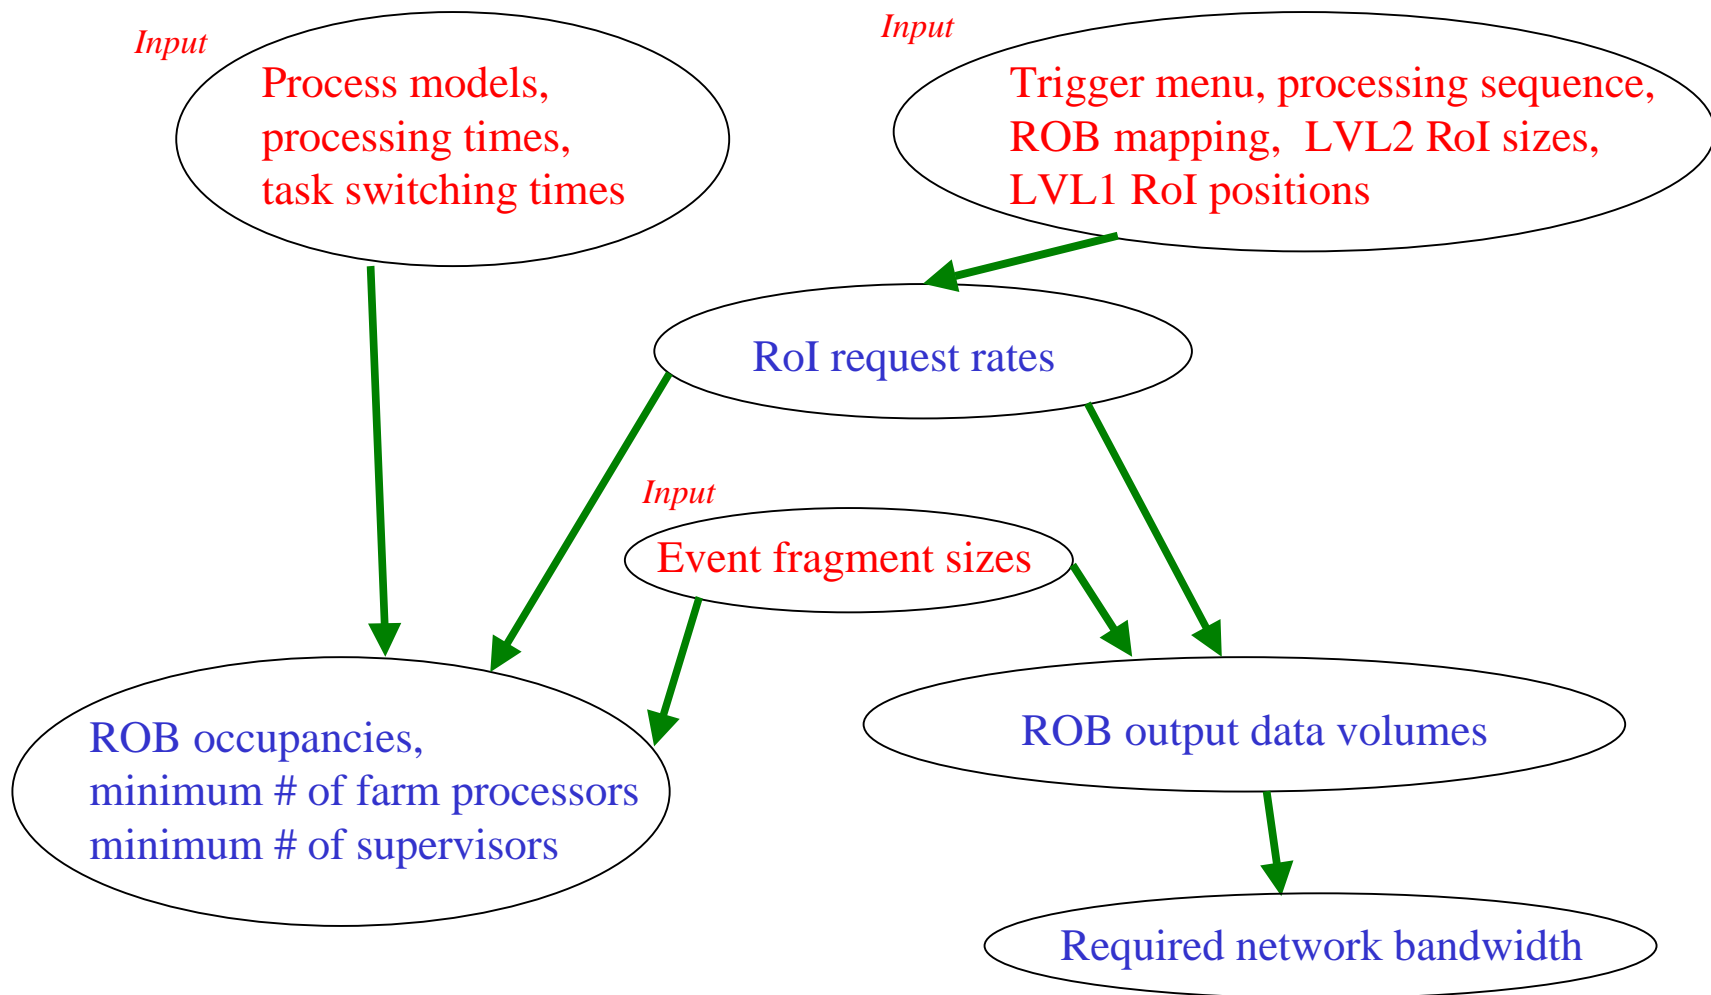 Input
Process models,
processing times,
task switching times
Input
Trigger menu, processing sequence,
ROB mapping,  LVL2 RoI sizes,
LVL1 RoI positions
RoI request rates
Input
Event fragment sizes
ROB occupancies,
minimum # of farm processors
minimum # of supervisors
ROB output data volumes
Required network bandwidth